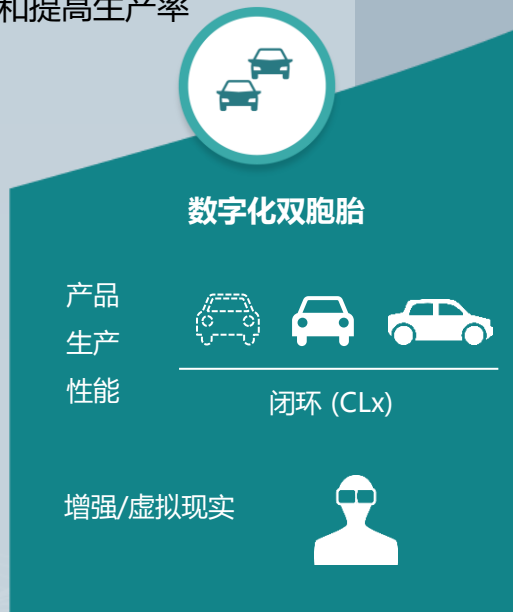 和提高生产率
数字化双胞胎
产品
生产
性能
闭环 (CLx)
增强/虚拟现实